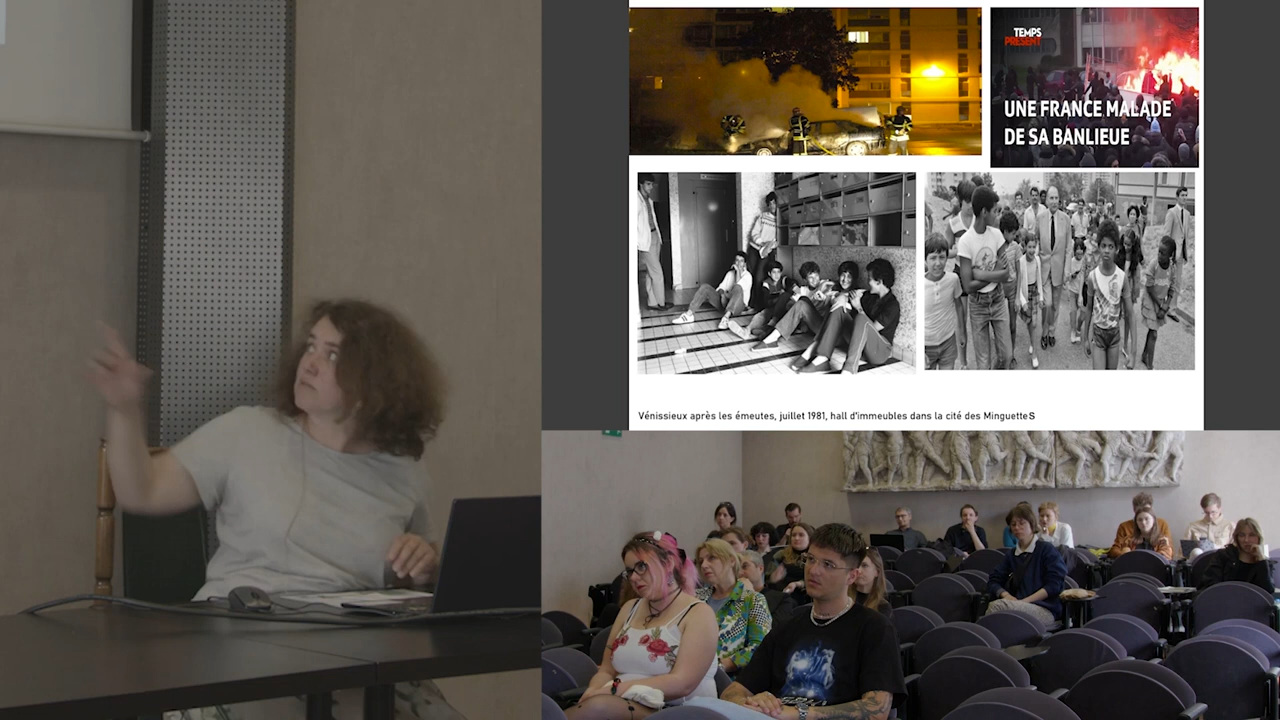 TEMPS
PRESENT
UNE FRANCE MALADE
DE SA BANLIEUE
Vénissieux après les émeutes, juillet 1981, hall d'immeubles dans la cité des MinguetteS